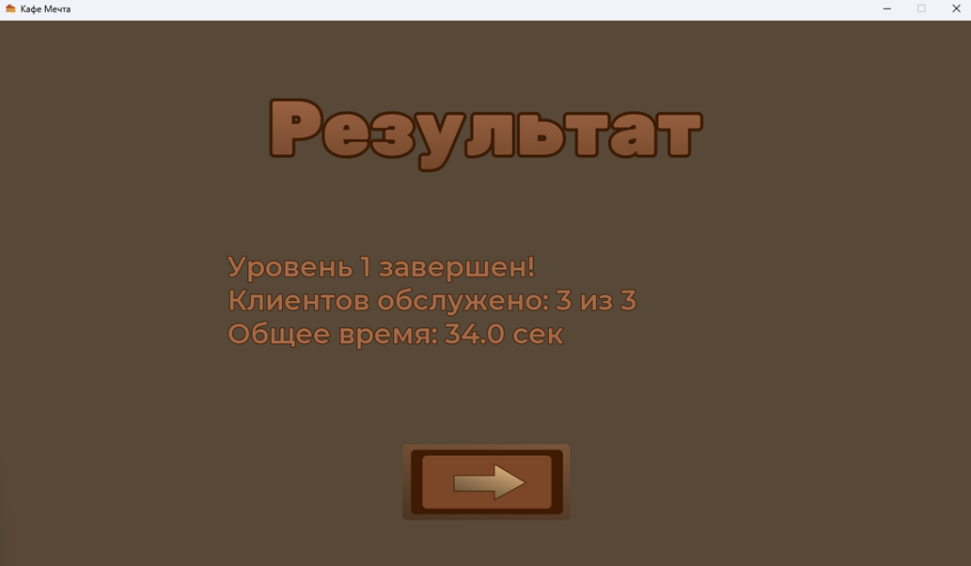 Кафе Мечта
Результат
Уровень 1 завершен!
Клиентов обслужено: 3 из 3
Общее время: 34.0 сек